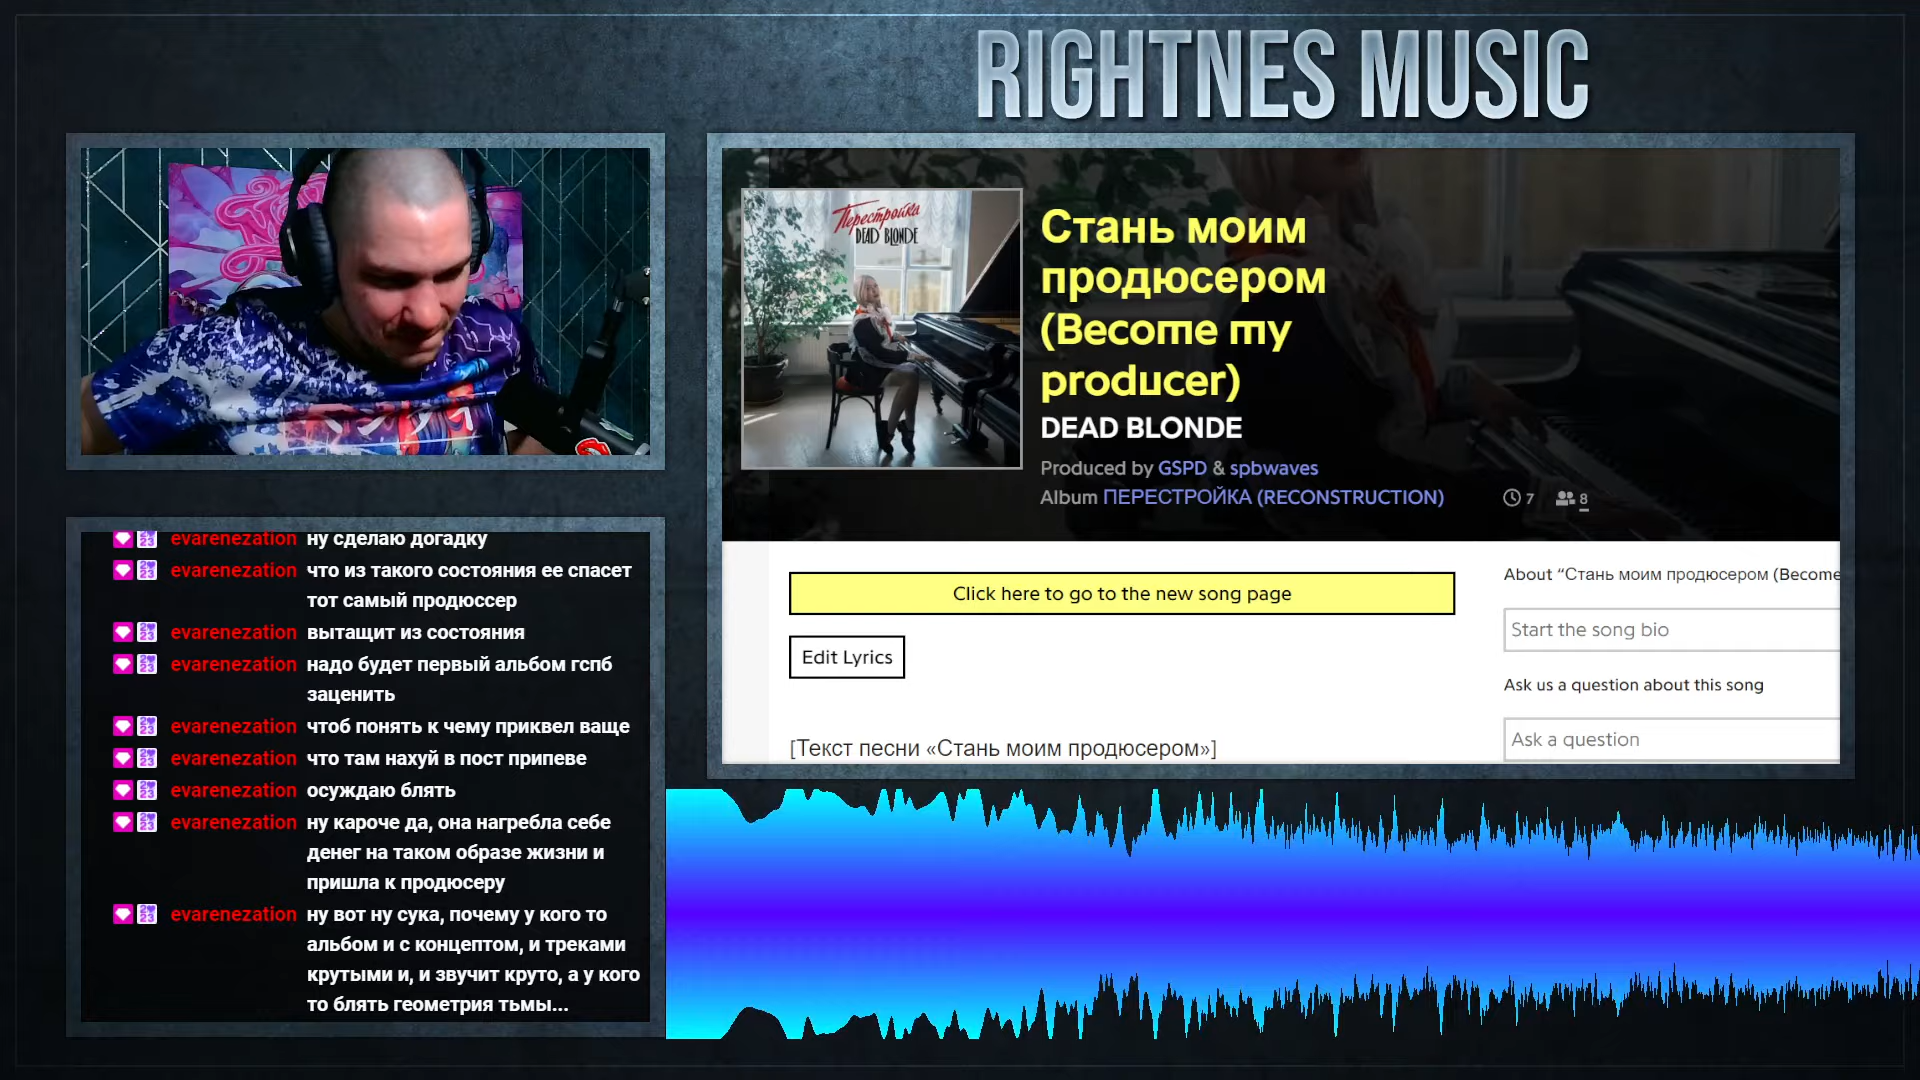 RIGHTNES MUSIC
Перестройка
DEAD BLONDE
Стань моим
продюсером
(Become my
producer)
DEAD BLONDE
Produced by GSPD & spbwaves
Album ПЕРЕСТРОЙКА (RECONSTRUCTION)
7
8
Click here to go to the new song page
Edit Lyrics
[Текст песни «Стань моим продюсером»]
About “Стань моим продюсером (Become
Start the song bio
Ask us a question about this song
Ask a question
evarenezation ну сделаю догадку
evarenezation что из такого состояния ее спасет
тот самый продюссер
evarenezation вытащит из состояния
evarenezation надо будет первый альбом гспб
заценить
evarenezation чтоб понять к чему приквел ваще
evarenezation что там нахуй в пост припеве
evarenezation осуждаю блять
evarenezation ну кароче да, она нагребла себе
денег на таком образе жизни и
пришла к продюсеру
evarenezation ну вот ну сука, почему у кого то
альбом и с концептом, и треками
крутыми и, и звучит круто, а у кого
то блять геометрия тьмы...